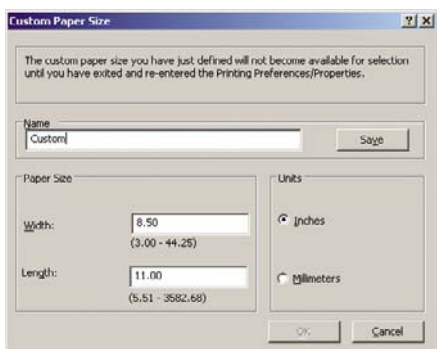 Custom Paper Size
The custom paper size you have just defined will not become available for selection
until you have exited and re-entered the Printing Preferences/Properties.
Name
Custom
Save
Paper Size
Width:
8.50
(3.00 - 44.25)
Length:
11.00
(5.51 - 3582.68)
Units
Inches
Milimeters
OK
Cancel